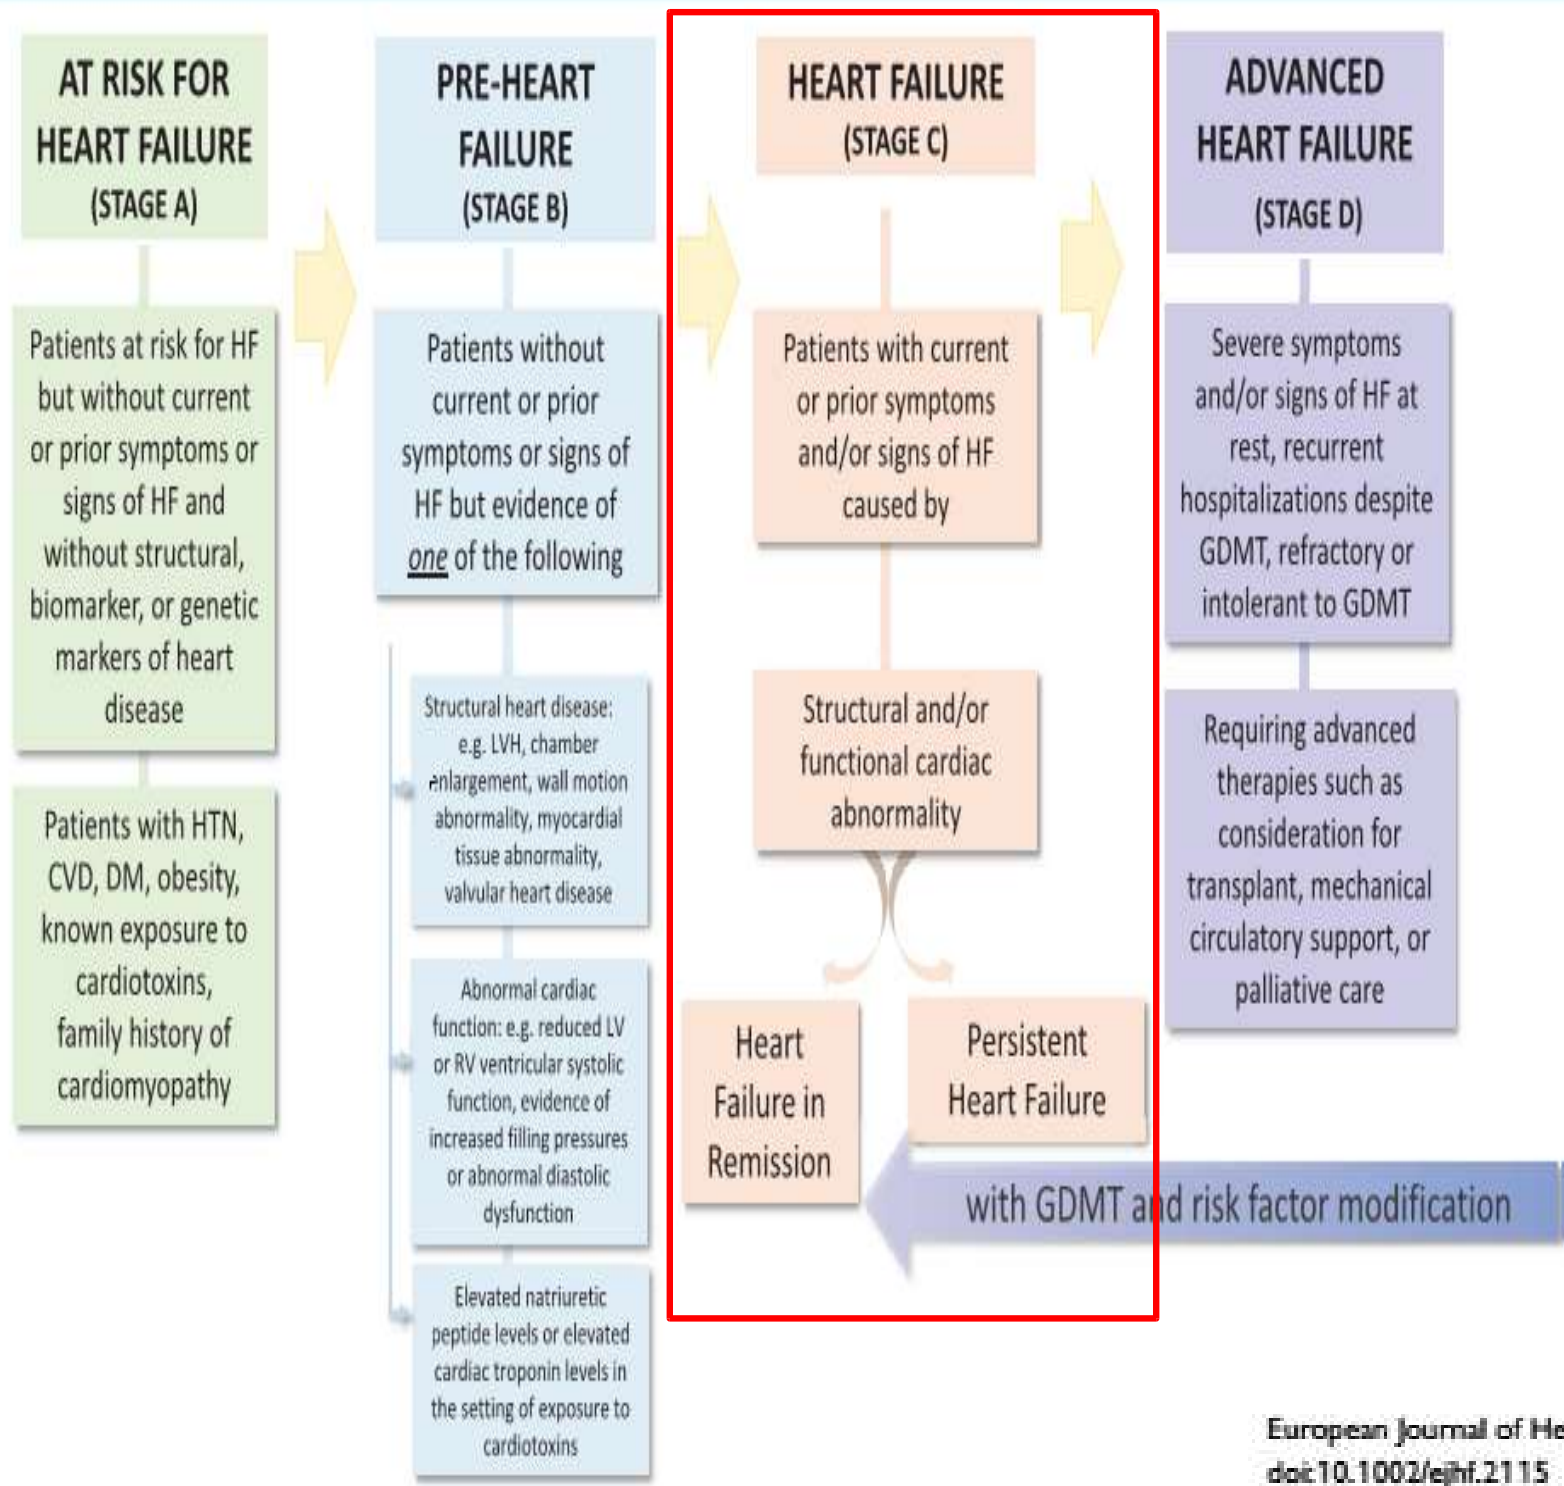 AT RISK FOR
HEART FAILURE
(STAGE A)
Patients at risk for HF
but without current
or prior symptoms or
signs of HF and
without structural,
biomarker, or genetic
markers of heart
disease
Patients with HTN,
CVD, DM, obesity,
known exposure to
cardiotoxins,
family history of
cardiomyopathy
PRE-HEART
FAILURE
(STAGE B)
Patients without
current or prior
symptoms or signs of
HF but evidence of
one of the following
Structural heart disease:
e.g. LVH, chamber
enlargement, wall motion
abnormality, myocardial
tissue abnormality,
valvular heart disease
Abnormal cardiac
function: e.g. reduced LV
or RV ventricular systolic
function, evidence of
increased filling pressures
or abnormal diastolic
dysfunction
Elevated natriuretic
peptide levels or elevated
cardiac troponin levels in
the setting of exposure to
cardiotoxins
HEART FAILURE
(STAGE C)
Patients with current
or prior symptoms
and/or signs of HF
caused by
Structural and/or
functional cardiac
abnormality
Heart
Failure in
Remission
Persistent
Heart Failure
with GDMT and risk factor modification
ADVANCED
HEART FAILURE
(STAGE D)
Severe symptoms
and/or signs of HF at
rest, recurrent
hospitalizations despite
GDMT, refractory or
intolerant to GDMT
Requiring advanced
therapies such as
consideration for
transplant, mechanical
circulatory support, or
palliative care
European Journal of He
doi:10.1002/ejhf.2115